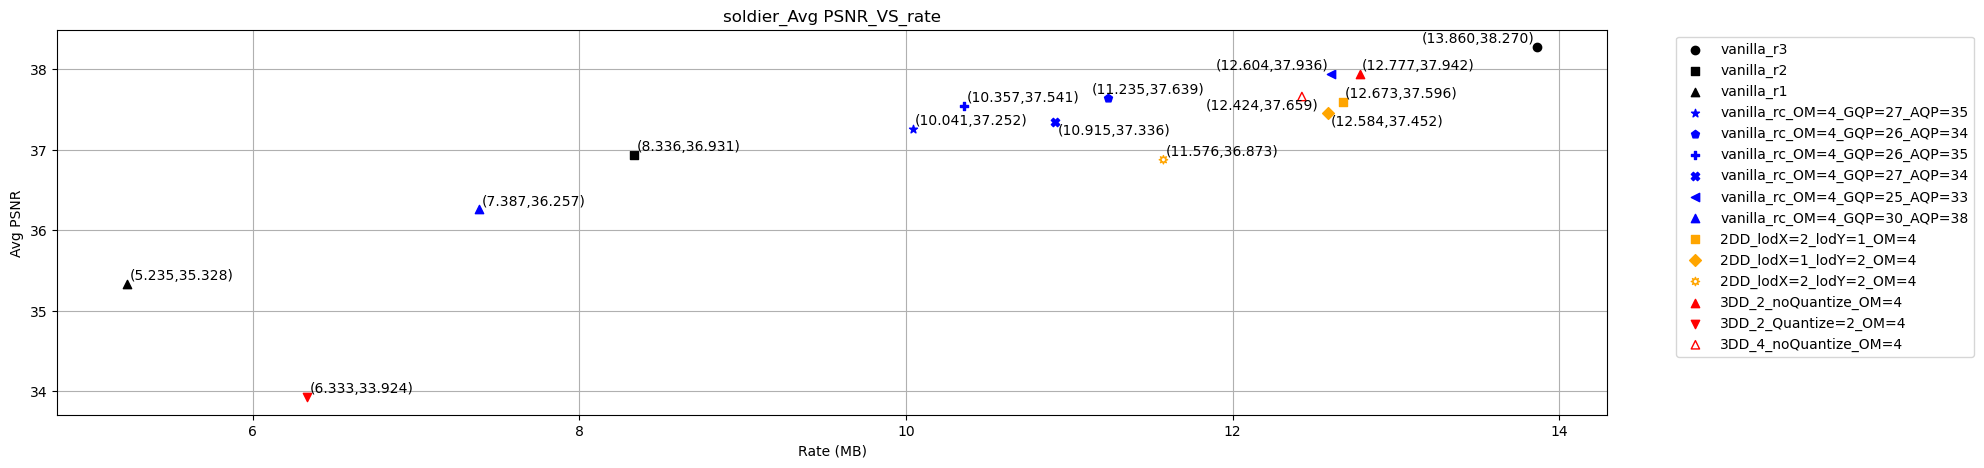 soldier_Avg PSNR_VS_rate
Avg PSNR
38
37
36
35
34
(13.860,38.270)
(12.604,37.936)
(12.777,37.942)
(10.357,37.541)
(11.235,37.639)
(12.424,37.659)
(12.673,37.596)
(10.041,37.252)
(10.915,37.336)
(12.584,37.452)
(8.336,36.931)
(11.576,36.873)
(7.387,36.257)
(5.235,35.328)
(6.333,33.924)
6
8
10
12
14
Rate (MB)
vanilla_r3
vanilla_r2
vanilla_r1
vanilla_rc_OM=4_GQP=27_AQP=35
vanilla_rc_OM=4_GQP=26_AQP=34
vanilla_rc_OM=4_GQP=26_AQP=35
vanilla_rc_OM=4_GQP=27_AQP=34
vanilla_rc_OM=4_GQP=25_AQP=33
vanilla_rc_OM=4_GQP=30_AQP=38
2DD_lodX=2_lodY=1_OM=4
2DD_lodX=1_lodY=2_OM=4
2DD_lodX=2_lodY=2_OM=4
3DD_2_noQuantize_OM=4
3DD_2_Quantize=2_OM=4
3DD_4_noQuantize_OM=4